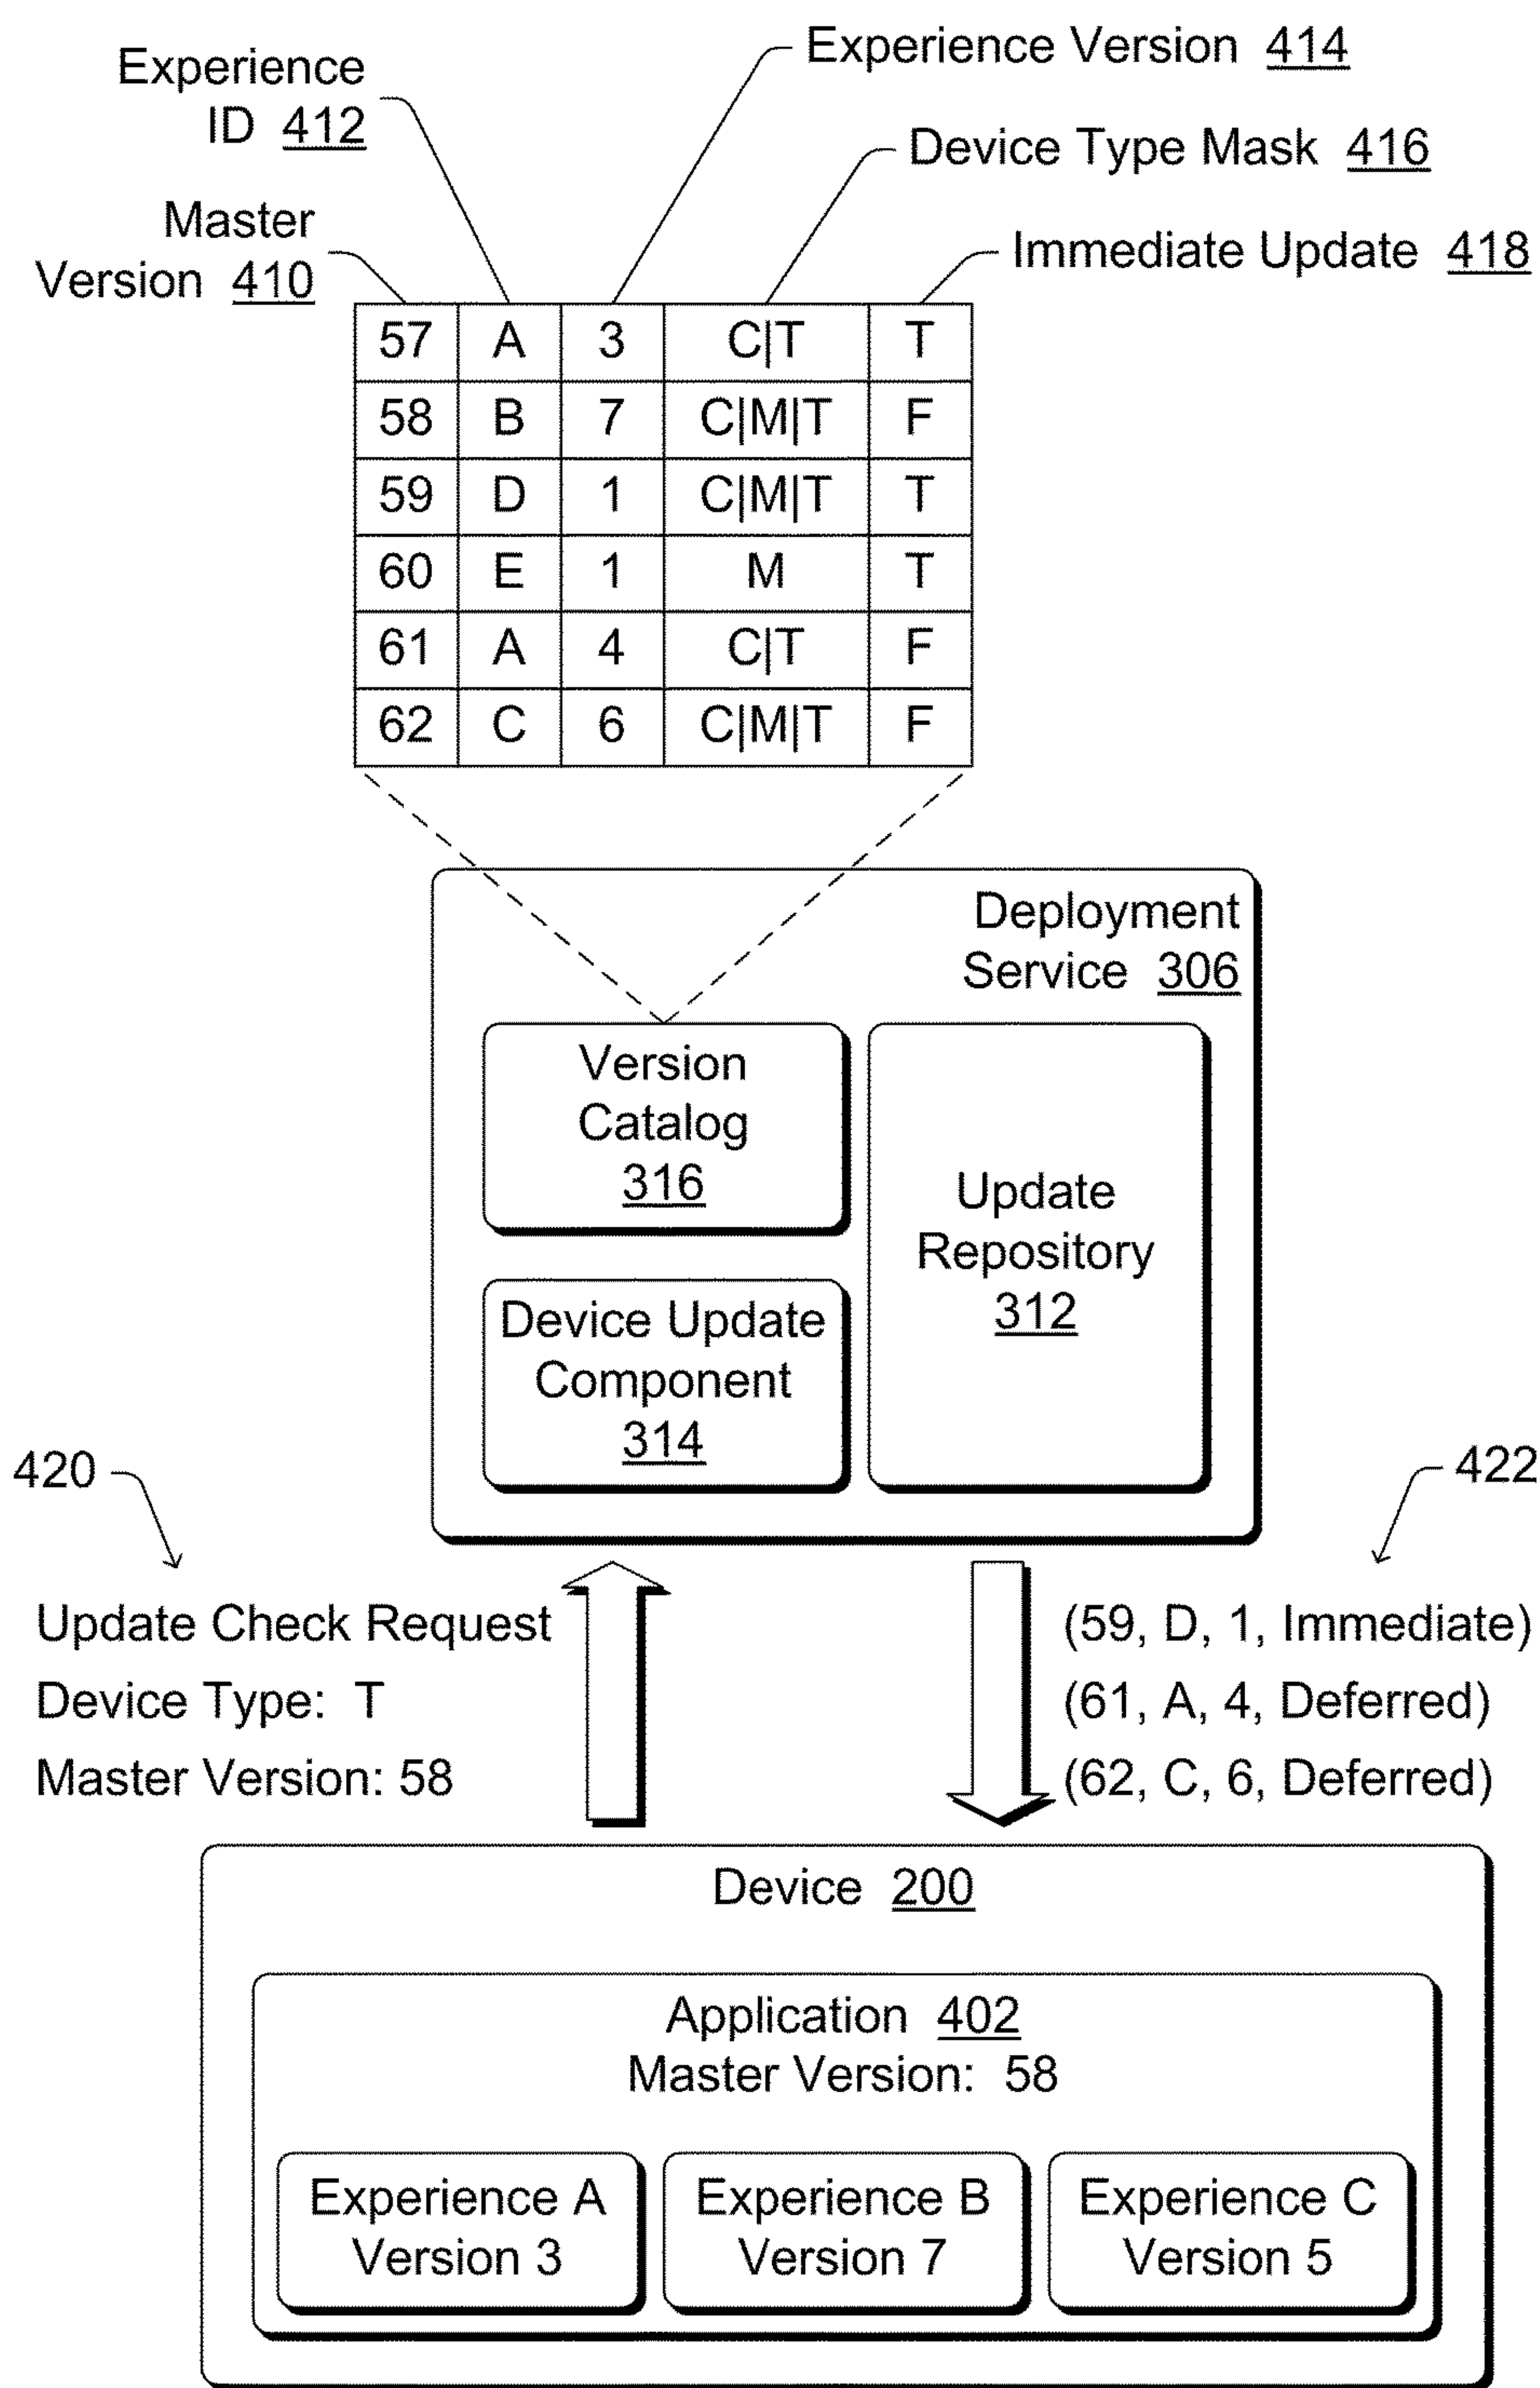 Experience
ID 412
Experience Version 414
Device Type Mask 416
Master
Version 410
Immediate Update 418
57 A 3 C|T T
58 B 7 C|M|T F
59 D 1 C|M|T T
60 E 1 M T
61 A 4 C|T F
62 C 6 C|M|T F
Deployment
Service 306
Version
Catalog
316
Update
Repository
312
Device Update
Component
314
420
422
Update Check Request
Device Type: T
Master Version: 58
(59, D, 1, Immediate)
(61, A, 4, Deferred)
(62, C, 6, Deferred)
Device 200
Application 402
Master Version: 58
Experience A
Version 3
Experience B
Version 7
Experience C
Version 5